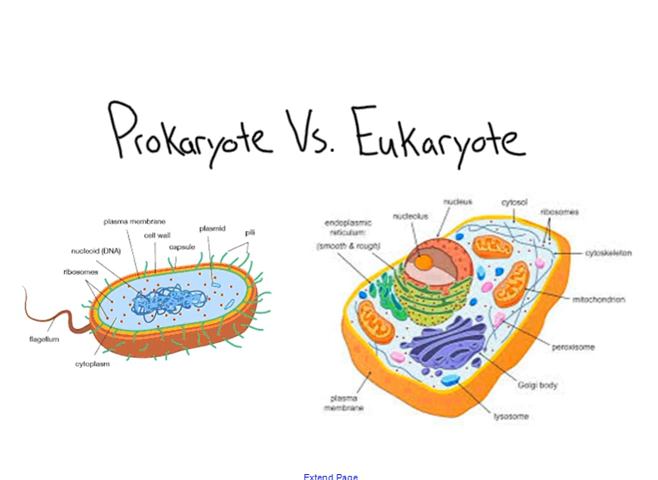 Prokaryote Vs. Eukaryote
plasma membrane
cell wall
plasmid
pili
capsule
nucleoid (DNA)
ribosomes
flagellum
cytoplasm
nucleus
cytosol
nucleolus
ribosomes
endoplasmic
reticulum:
(smooth & rough)
cytoskeleton
mitochondrion
peroxisome
Golgi body
plasma
membrane
lysosome
Extend Page